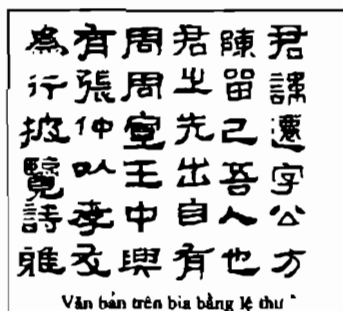 君諱遷字公方
陳留己吾人也
君之先出自有
周周宣王中興
有張仲以孝友
為行披覽詩雅
Văn bản trên bia bằng lệ thư